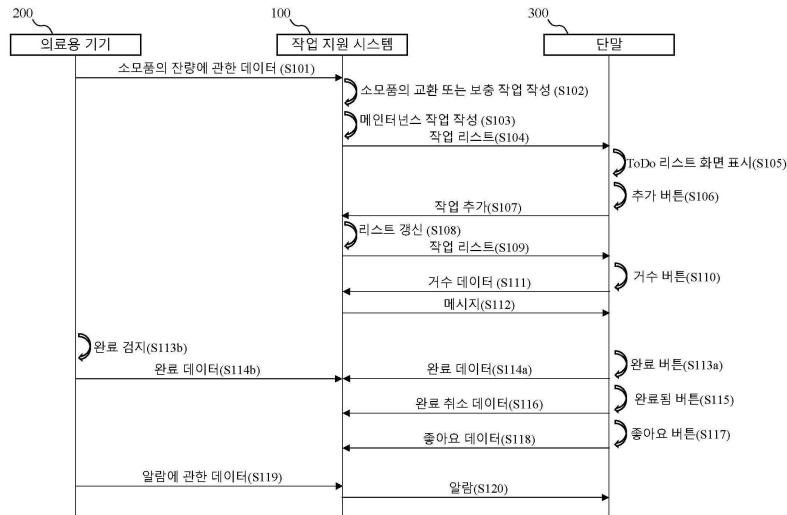 200
100
300
의료용 기기
작업 지원 시스템
단말
소모품의 잔량에 관한 데이터 (S101)
소모품의 교환 또는 보충 작업 작성 (S102)
메인터넌스 작업 작성 (S103)
작업 리스트 (S104)
ToDo 리스트 화면 표시(S105)
추가 버튼(S106)
작업 추가(S107)
리스트 갱신 (S108)
작업 리스트 (S109)
거수 버튼(S110)
거수 데이터 (S111)
메시지(S112)
완료 검지(S113b)
완료 버튼(S113a)
완료 데이터(S114b)
완료 데이터(S114a)
완료됨 버튼(S115)
완료 취소 데이터(S116)
좋아요 버튼(S117)
좋아요 데이터(S118)
알람에 관한 데이터(S119)
알람(S120)